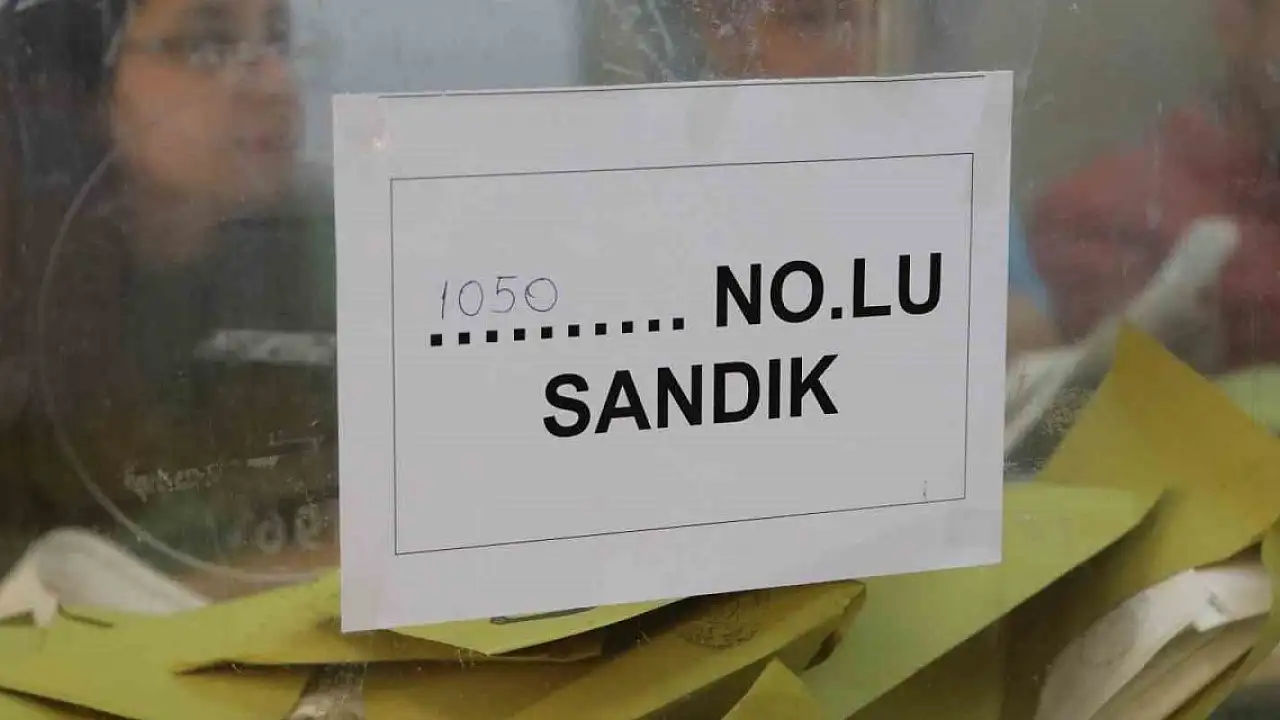 1050 .......... NO.LU
SANDIK